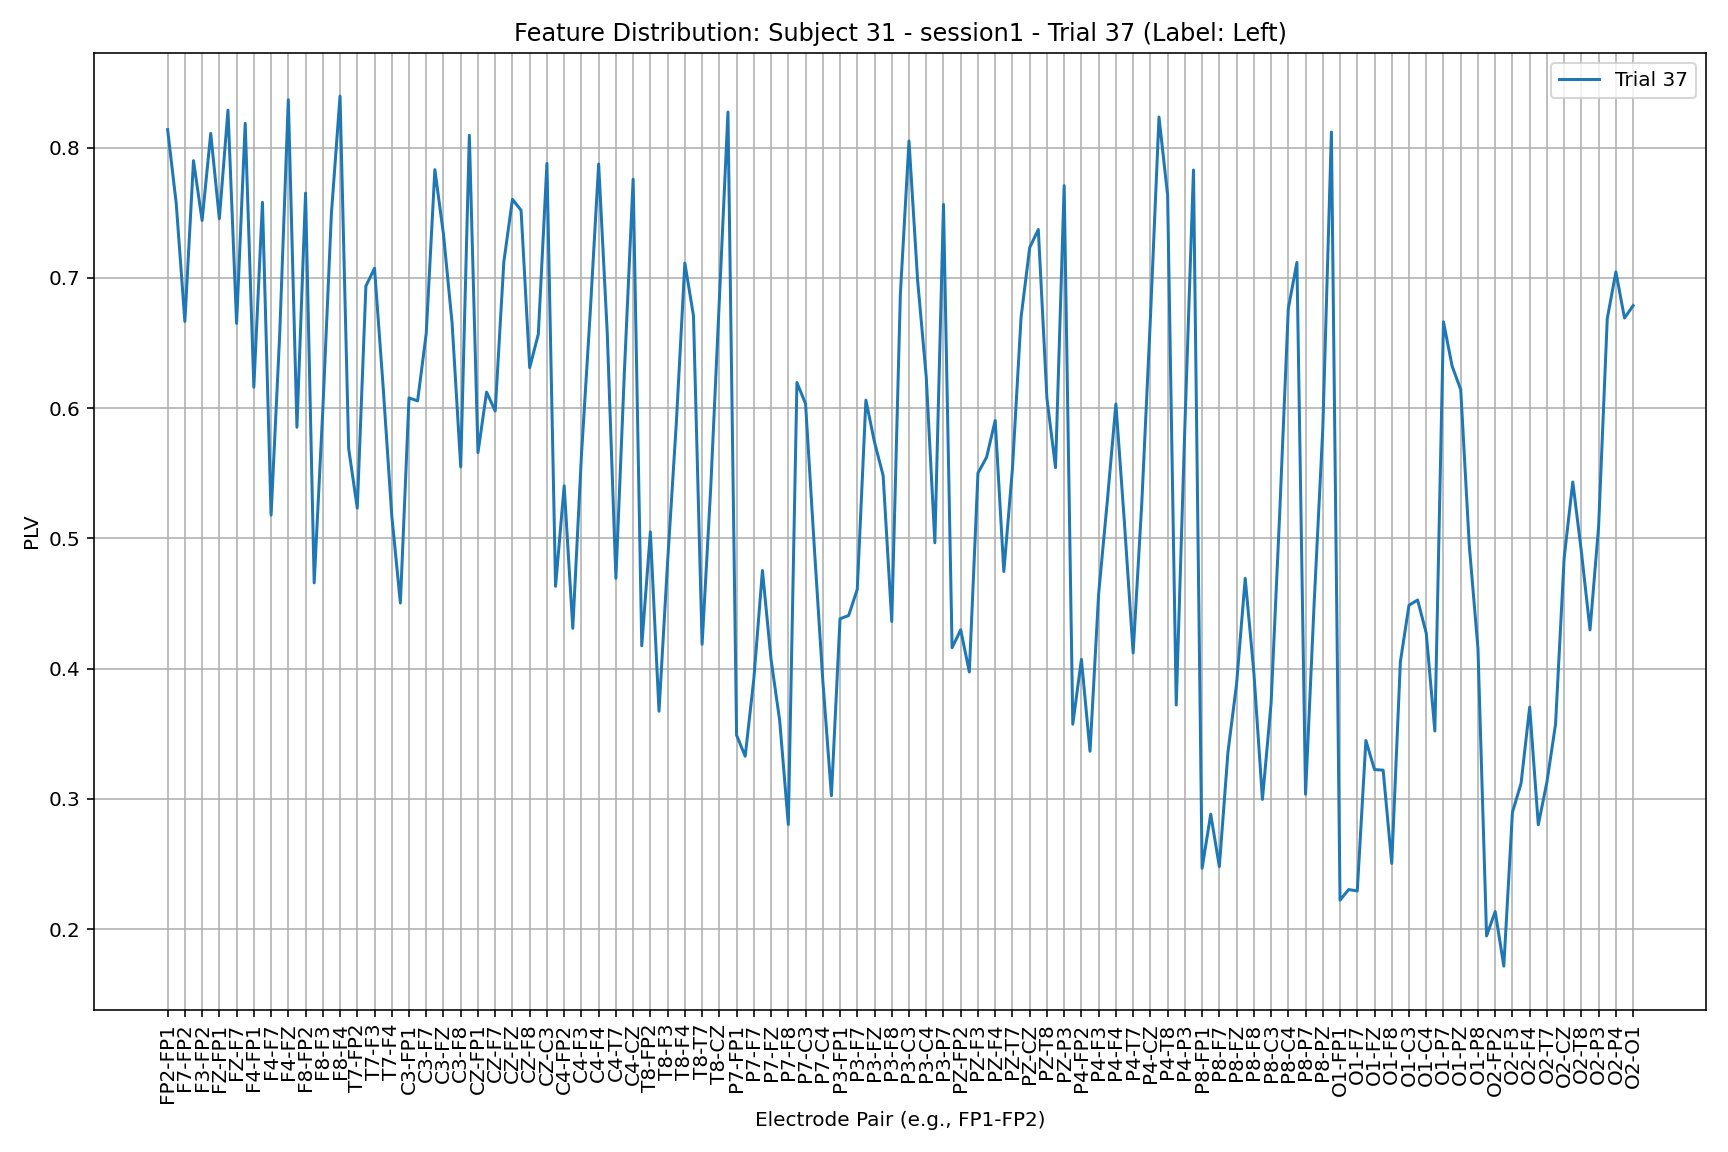 Feature Distribution: Subject 31 - session1 - Trial 37 (Label: Left)
Trial 37
PLV
0.8
0.7
0.6
0.5
0.4
0.3
0.2
FP2-FP1
F7-FP2
F3-FP2
FZ-FP1
FZ-F7
F4-FP1
F4-F7
F4-FZ
F8-FP2
F8-F3
F8-F4
T7-FP2
T7-F3
T7-F4
C3-FP1
C3-F7
C3-FZ
C3-F8
CZ-FP1
CZ-F7
CZ-FZ
CZ-F8
CZ-C3
C4-FP2
C4-F3
C4-F4
C4-T7
C4-CZ
T8-FP2
T8-F3
T8-F4
T8-T7
T8-CZ
P7-FP1
P7-F7
P7-FZ
P7-F8
P7-C3
P7-C4
P3-FP1
P3-F7
P3-FZ
P3-F8
P3-C3
P3-C4
P3-P7
PZ-FP2
PZ-F3
PZ-F4
PZ-T7
PZ-CZ
PZ-T8
PZ-P3
P4-FP2
P4-F3
P4-F4
P4-T7
P4-CZ
P4-T8
P4-P3
P8-FP1
P8-F7
P8-FZ
P8-F8
P8-C3
P8-C4
P8-P7
P8-PZ
O1-FP1
O1-F7
O1-FZ
O1-F8
O1-C3
O1-C4
O1-P7
O1-PZ
O1-P8
O2-FP2
O2-F3
O2-F4
O2-T7
O2-CZ
O2-T8
O2-P3
O2-P4
O2-O1
Electrode Pair (e.g., FP1-FP2)